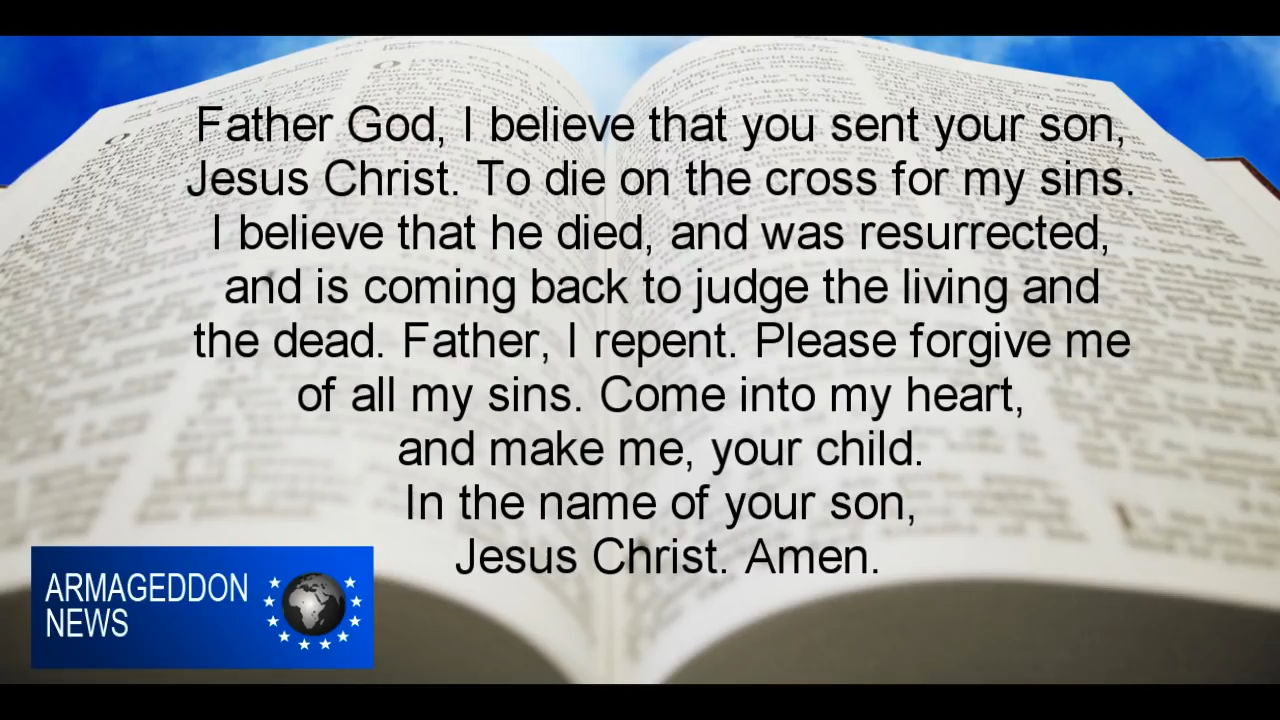 Father God, I believe that you sent your son,
Jesus Christ. To die on the cross for my sins.
I believe that he died, and was resurrected,
and is coming back to judge the living and
the dead. Father, I repent. Please forgive me
of all my sins. Come into my heart,
and make me, your child.
In the name of your son,
Jesus Christ. Amen.
ARMAGEDDON
NEWS